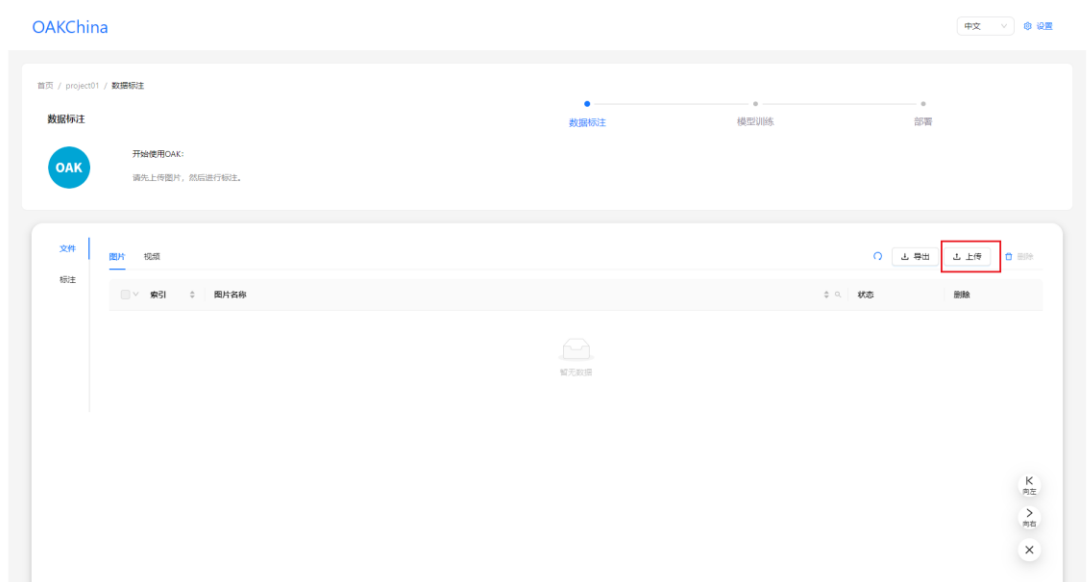 OAKChina
中文
设置
首页 / project01 / 数据标注
数据标注
数据标注
模型训练
部署
OAK
开始使用OAK:
请先上传图片，然后进行标注。
文件
标注
图片
视频
导出
上传
删除
索引
图片名称
状态
删除
暂无数据
向左
向右